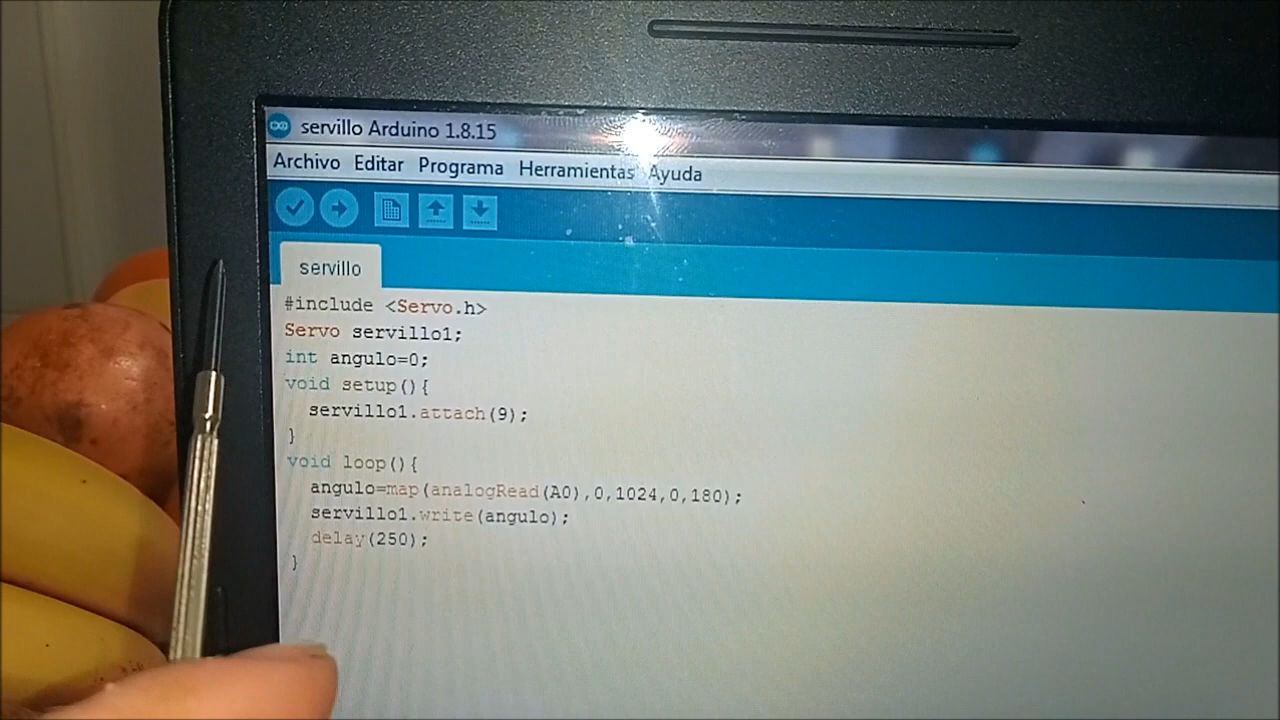 servillo Arduino 1.8.15
Archivo Editar Programa Herramientas Ayuda
servillo
#include <Servo.h>
Servo servillo1;
int angulo=0;
void setup(){
servillo1.attach(9);
}
void loop(){
angulo=map(analogRead(A0),0,1024,0,180);
servillo1.write(angulo);
delay(250);
}